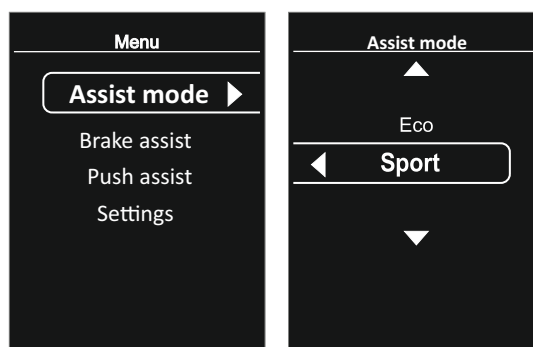 Menu
Assist mode
Brake assist
Push assist
Settings
Assist mode
Eco
Sport